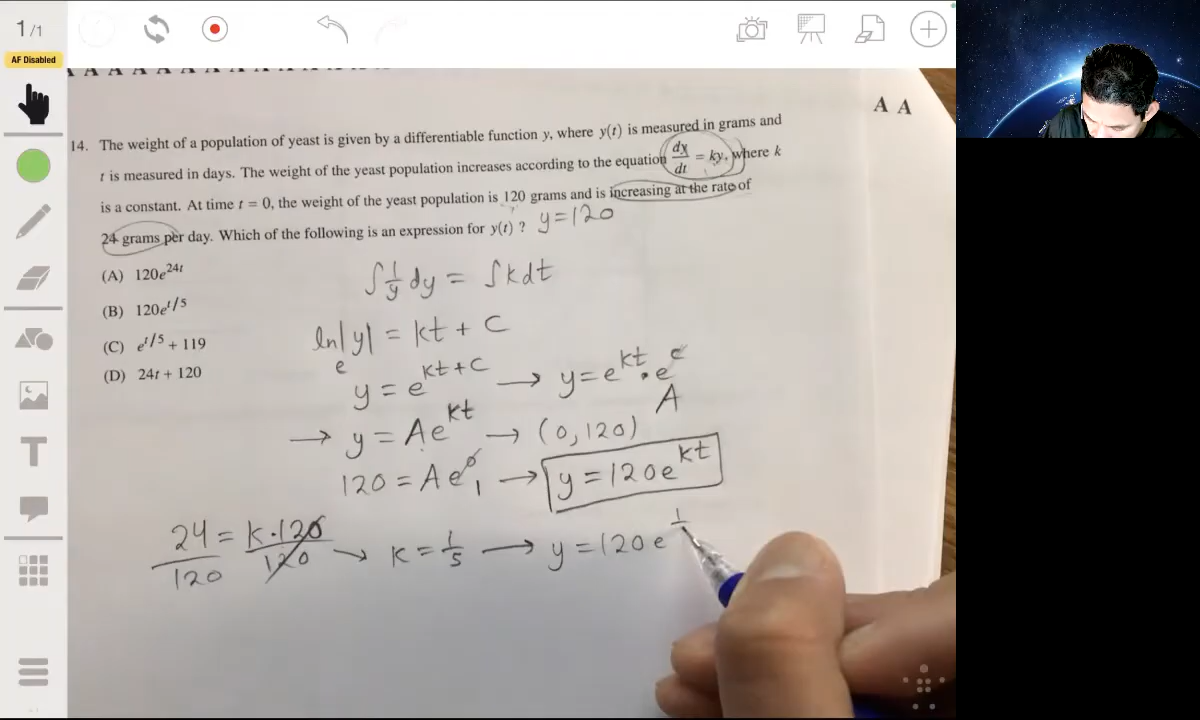 1/1
AF Disabled
A A A A A A A A A A A A A A
A A
14. The weight of a population of yeast is given by a differentiable function y, where y(t) is measured in grams and
t is measured in days. The weight of the yeast population increases according to the equation dy/dt = ky, where k
is a constant. At time t = 0, the weight of the yeast population is 120 grams and is increasing at the rate of
24 grams per day. Which of the following is an expression for y(t) ? y = 120
(A) 120e^24t
(B) 120e^t/5
(C) e^t/5 + 119
(D) 24t + 120
∫ 1/y dy = ∫ k dt
ln|y| = kt + C
e
y = e^kt + C → y = e^kt · e^c
A
→ y = Ae^kt → (0, 120)
120 = Ae^0 1 → y = 120e^kt
24/120 = k·120/120 → k = 1/5 → y = 120e^1/
T